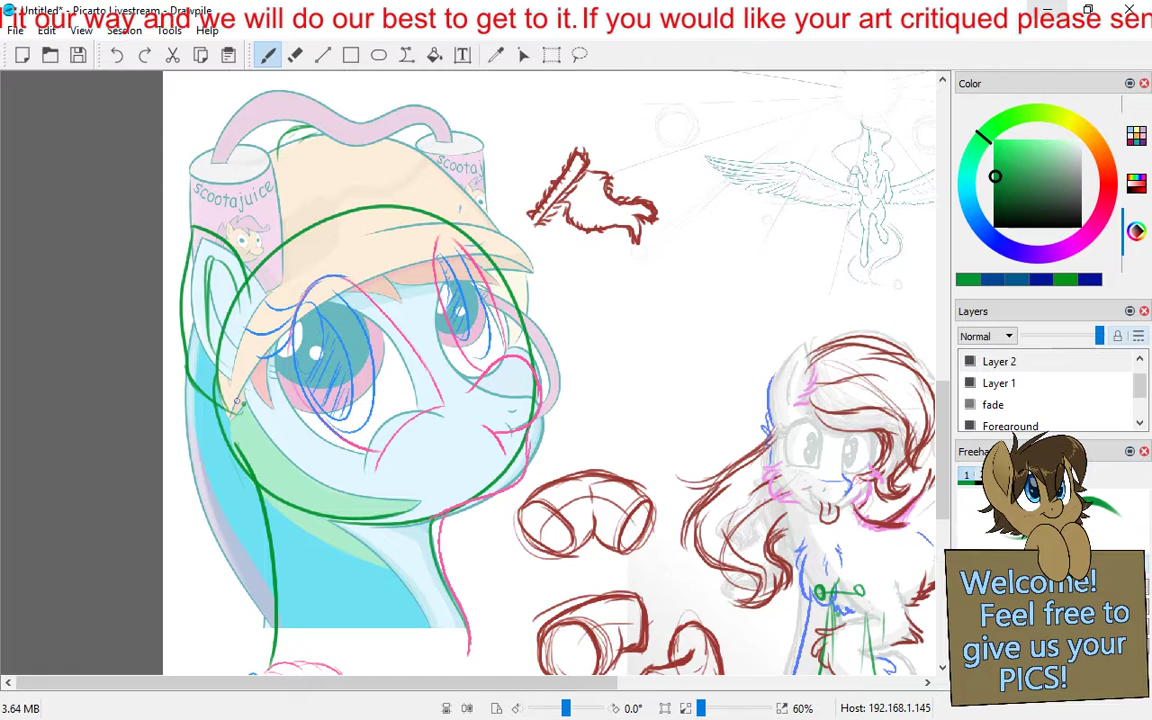 it our way and we will do our best to get to it. If you would like your art critiqued please sen
*Untitled* - Picarto Livestream - Drawpile
File Edit View Session Tools Help
scootajuice
scoota
Color
Layers
Normal
Layer 2
Layer 1
fade
Foreground
Freeha
1
Welcome!
Feel free to
give us your
PICS!
3.64 MB
0.0°
60%
Host: 192.168.1.145